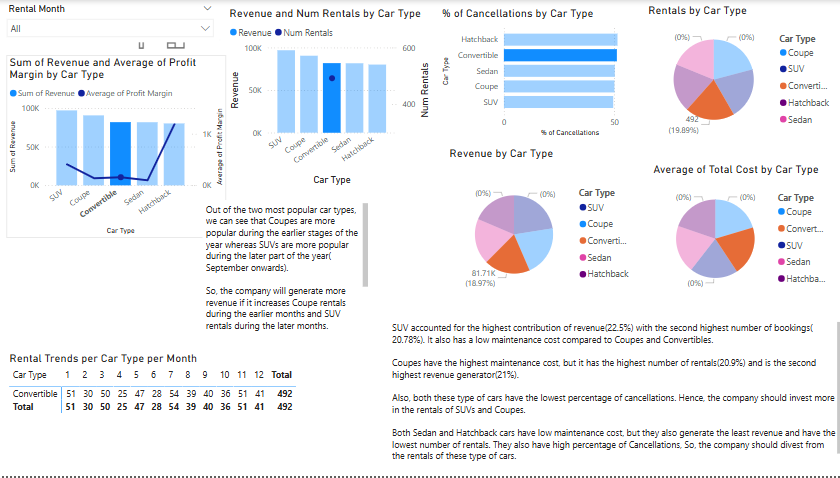 Rental Month
All
Sum of Revenue and Average of Profit
Margin by Car Type
Sum of Revenue Average of Profit Margin
Sum of Revenue
100K
50K
0K
1K
0K
Average of Profit Margin
SUV
Coupe
Convertible
Sedan
Hatchback
Car Type
Revenue and Num Rentals by Car Type
Revenue Num Rentals
Revenue
100K
50K
0K
600
400
Num Rentals
SUV
Coupe
Convertible
Sedan
Hatchback
Car Type
% of Cancellations by Car Type
Car Type
Hatchback
Convertible
Sedan
Coupe
SUV
0
50
% of Cancellations
Rentals by Car Type
(0%)
(0%)
492
(19.89%)
Car Type
Coupe
SUV
Converti...
Hatchback
Sedan
Revenue by Car Type
(0%)
(0%)
81.71K
(18.97%)
Car Type
SUV
Coupe
Converti...
Sedan
Hatchback
Average of Total Cost by Car Type
(0%)
(0%)
(0%)
Car Type
Coupe
Convert...
SUV
Sedan
Hatchba...
Out of the two most popular car types,
we can see that Coupes are more
popular during the earlier stages of the
year whereas SUVs are more popular
during the later part of the year(
September onwards).
So, the company will generate more
revenue if it increases Coupe rentals
during the earlier months and SUV
rentals during the later months.
SUV accounted for the highest contribution of revenue(22.5%) with the second highest number of bookings(
20.78%). It also has a low maintenance cost compared to Coupes and Convertibles.
Coupes have the highest maintenance cost, but it has the highest number of rentals(20.9%) and is the second
highest revenue generator(21%).
Also, both these type of cars have the lowest percentage of cancellations. Hence, the company should invest more
in the rentals of SUVs and Coupes.
Both Sedan and Hatchback cars have low maintenance cost, but they also generate the least revenue and have the
lowest number of rentals. They also have high percentage of Cancellations, So, the company should divest from
the rentals of these type of cars.
Rental Trends per Car Type per Month
Car Type 1 2 3 4 5 6 7 8 9 10 11 12 Total
Convertible 51 30 50 25 47 28 54 39 40 36 51 41 492
Total 51 30 50 25 47 28 54 39 40 36 51 41 492